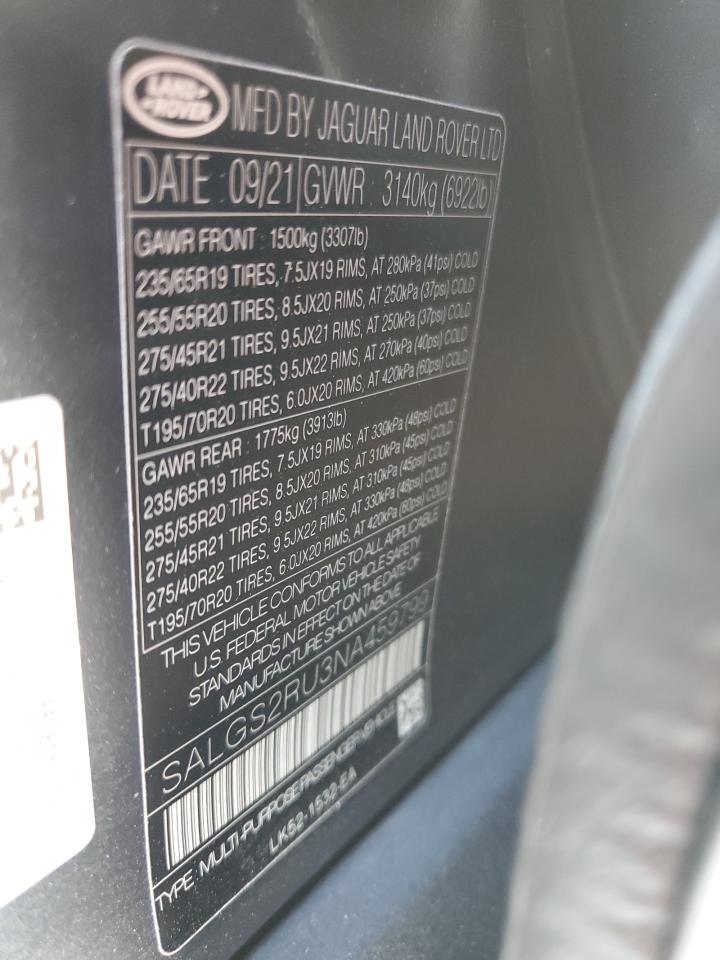 LAND ROVER
MFD BY JAGUAR LAND ROVER LTD
DATE : 09/21 GVWR : 3140kg (6922lb)
GAWR FRONT : 1500kg (3307lb)
235/65R19 TIRES, 7.5JX19 RIMS, AT 280kPa (41psi) COLD
255/55R20 TIRES, 8.5JX20 RIMS, AT 250kPa (37psi) COLD
275/45R21 TIRES, 9.5JX21 RIMS, AT 250kPa (37psi) COLD
275/40R22 TIRES, 9.5JX22 RIMS, AT 270kPa (40psi) COLD
T195/70R20 TIRES, 6.0JX20 RIMS, AT 420kPa (60psi) COLD
GAWR REAR : 1775kg (3913lb)
235/65R19 TIRES, 7.5JX19 RIMS, AT 330kPa (48psi) COLD
255/55R20 TIRES, 8.5JX20 RIMS, AT 310kPa (45psi) COLD
275/45R21 TIRES, 9.5JX21 RIMS, AT 310kPa (45psi) COLD
275/40R22 TIRES, 9.5JX22 RIMS, AT 330kPa (48psi) COLD
T195/70R20 TIRES, 6.0JX20 RIMS, AT 420kPa (60psi) COLD
THIS VEHICLE CONFORMS TO ALL APPLICABLE
U.S. FEDERAL MOTOR VEHICLE SAFETY
STANDARDS IN EFFECT ON THE DATE OF
MANUFACTURE SHOWN ABOVE
SALGS2RU3NA459799
TYPE: MULTI-PURPOSE PASSENGER VEHICLE
LK52-1532-EA